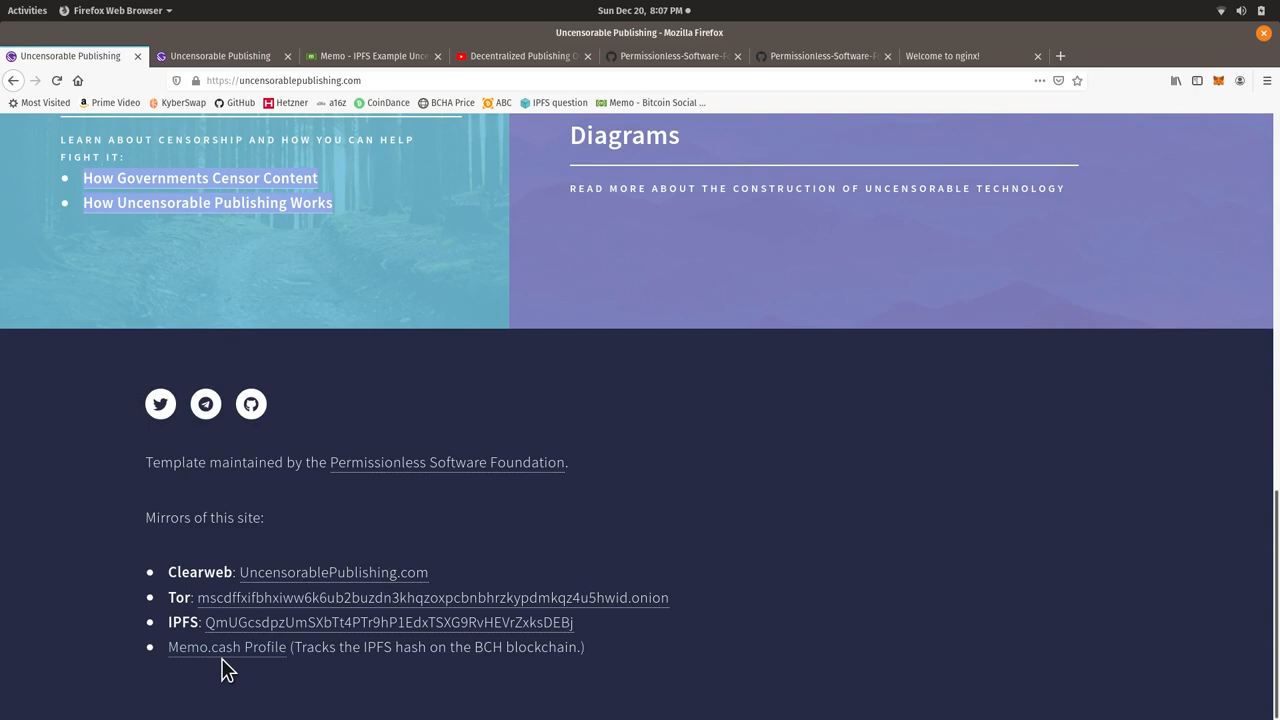 Activities Firefox Web Browser Sun Dec 20, 8:07 PM
Uncensorable Publishing - Mozilla Firefox
Uncensorable Publishing Uncensorable Publishing Memo - IPFS Example Unce Decentralized Publishing O Permissionless-Software-F Permissionless-Software-F Welcome to nginx!
https://uncensorablepublishing.com
Most Visited Prime Video KyberSwap GitHub Hetzner a16z CoinDance BCHA Price ABC IPFS question Memo - Bitcoin Social ...
LEARN ABOUT CENSORSHIP AND HOW YOU CAN HELP
FIGHT IT:
How Governments Censor Content
How Uncensorable Publishing Works
Diagrams
READ MORE ABOUT THE CONSTRUCTION OF UNCENSORABLE TECHNOLOGY
Template maintained by the Permissionless Software Foundation.
Mirrors of this site:
Clearweb: UncensorablePublishing.com
Tor: mscdffxifbhxiww6k6ub2buzdn3khqzoxpcbnbhrzkypdmkqz4u5hwid.onion
IPFS: QmUGcsdpzUmSXbTt4PTr9hP1EdxTSXG9RvHEVrZxksDEBj
Memo.cash Profile (Tracks the IPFS hash on the BCH blockchain.)